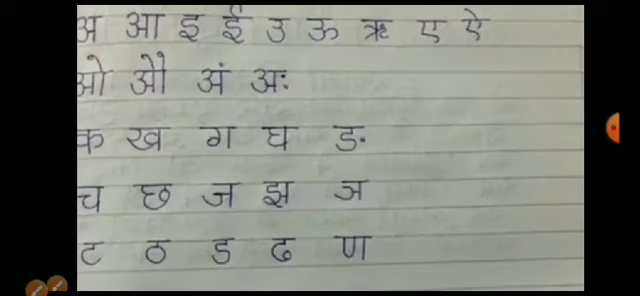 अ आ इ ई उ ऊ ऋ ए ऐ
ओ औ अं अः
क ख ग घ ङ
च छ ज झ ञ
ट ठ ड ढ ण